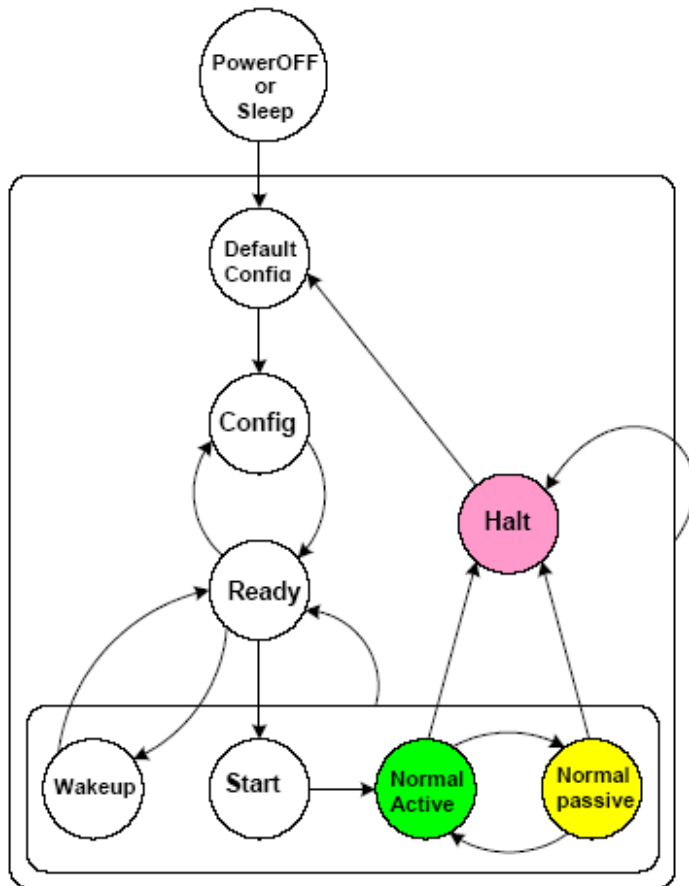 PowerOFF
or
Sleep
Default
Config
Config
Halt
Ready
Wakeup
Start
Normal
Active
Normal
passive